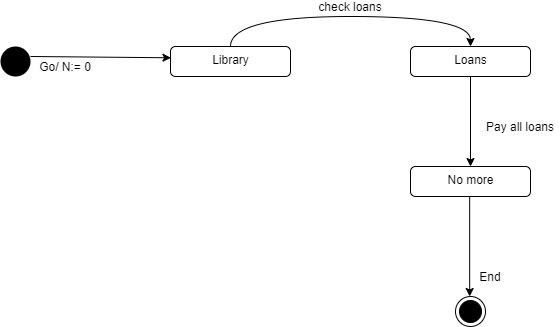 check loans
Go/ N:= 0
Library
Loans
Pay all loans
No more
End